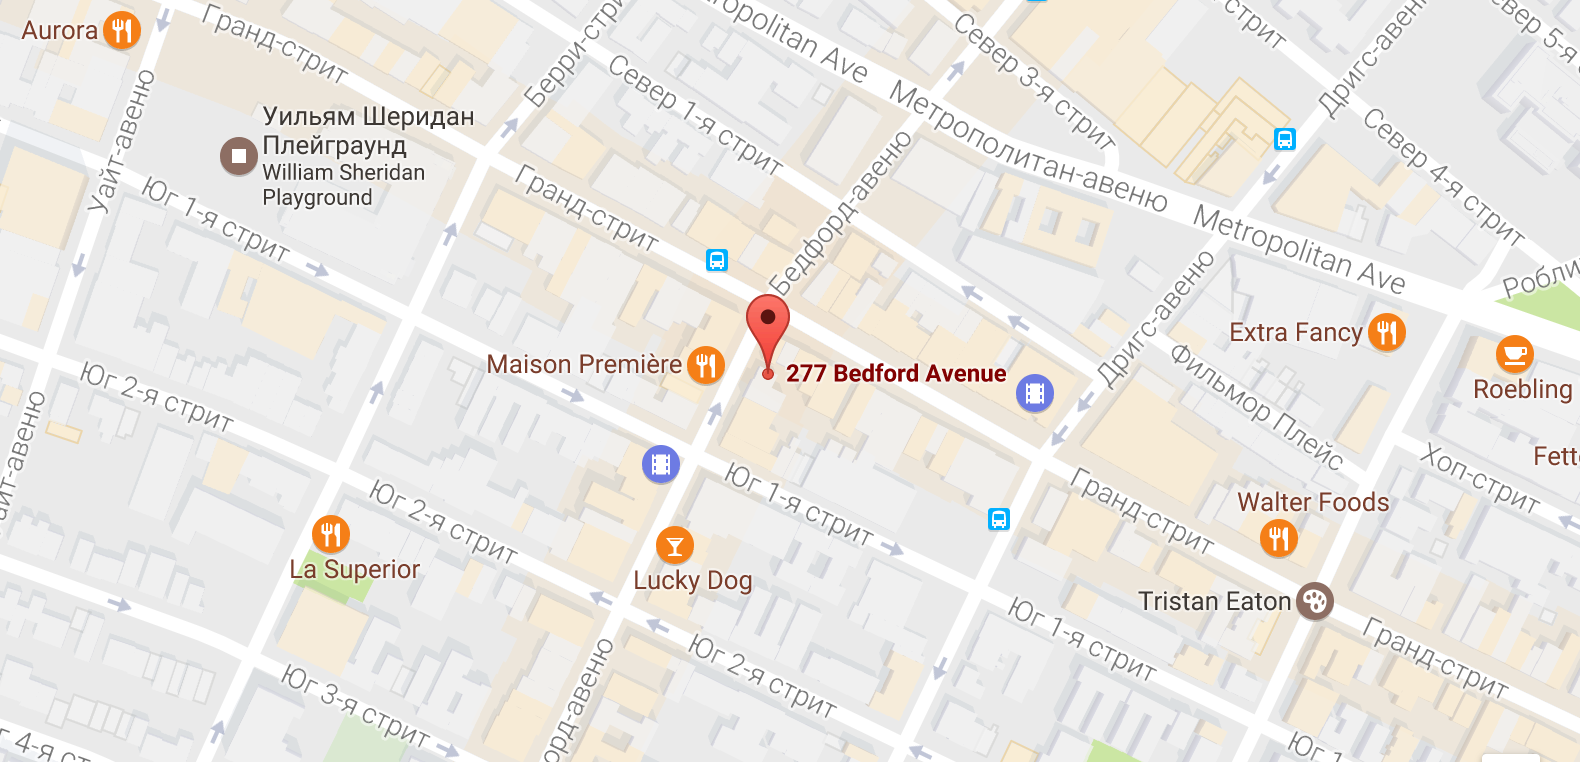 Aurora
Гранд-стрит
Берри-стрит
Metropolitan Ave
Север 3-я стрит
Дригс-авеню
Север 1-я стрит
Метрополитан-авеню
Север 4-я стрит
Уайт-авеню
Уильям Шеридан
Плейграунд
William Sheridan
Playground
Юг 1-я стрит
Гранд-стрит
Бедфорд-авеню
Metropolitan Ave
Дригс-авеню
Extra Fancy
Фильмор Плейс
Roebling
Maison Première
277 Bedford Avenue
Юг 2-я стрит
Хоп-стрит
Юг 1-я стрит
Гранд-стрит
Walter Foods
Юг 2-я стрит
La Superior
Lucky Dog
Tristan Eaton
Юг 1-я стрит
Гранд-стрит
Юг 2-я стрит
Юг 3-я стрит
4-я стрит
Юг 1